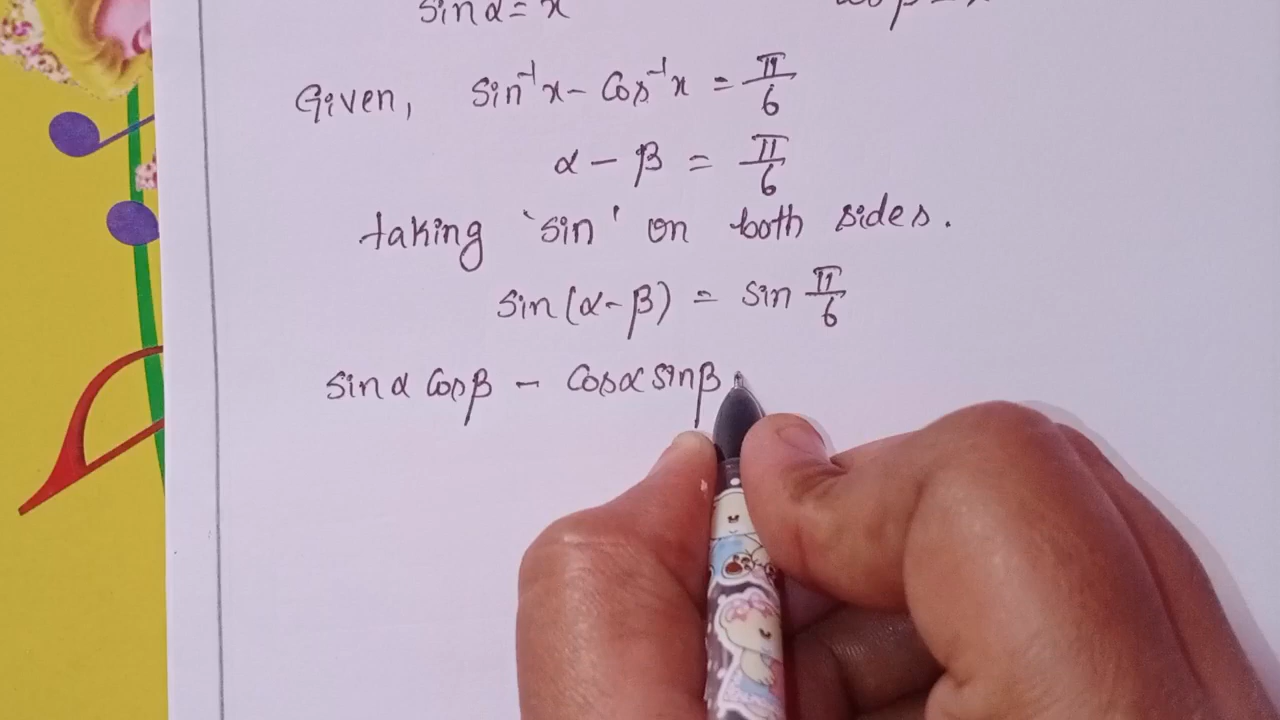 sinα = x
Given, sin⁻¹x − cos⁻¹x = π/6
α − β = π/6
taking 'sin' on both sides.
sin(α − β) = sin π/6
sinα cosβ − cosα sinβ